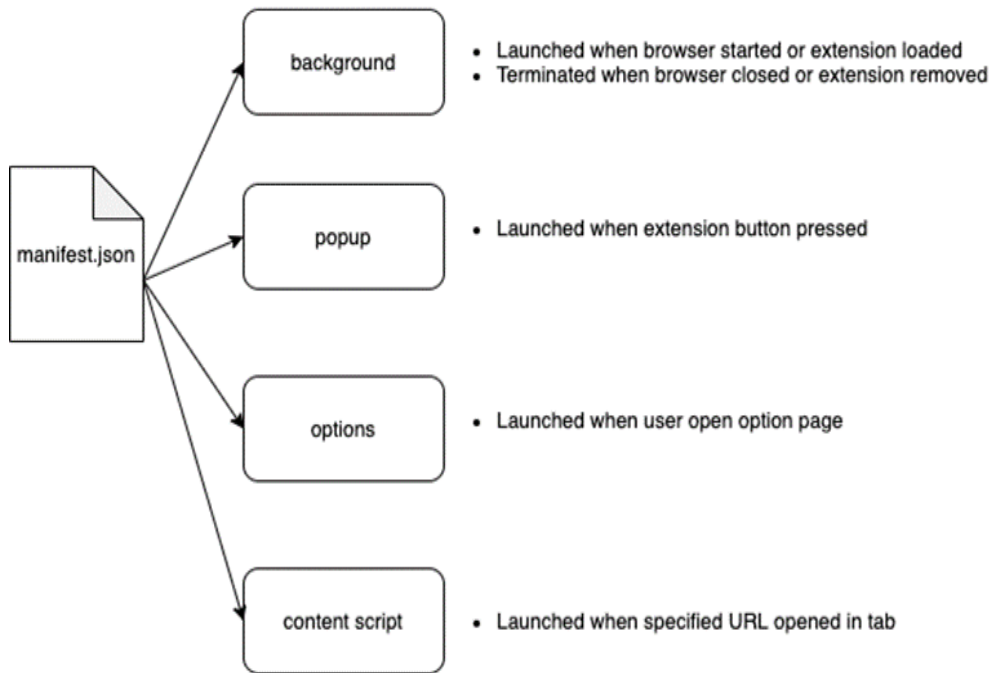 background
• Launched when browser started or extension loaded
• Terminated when browser closed or extension removed
manifest.json
popup
• Launched when extension button pressed
options
• Launched when user open option page
content script
• Launched when specified URL opened in tab